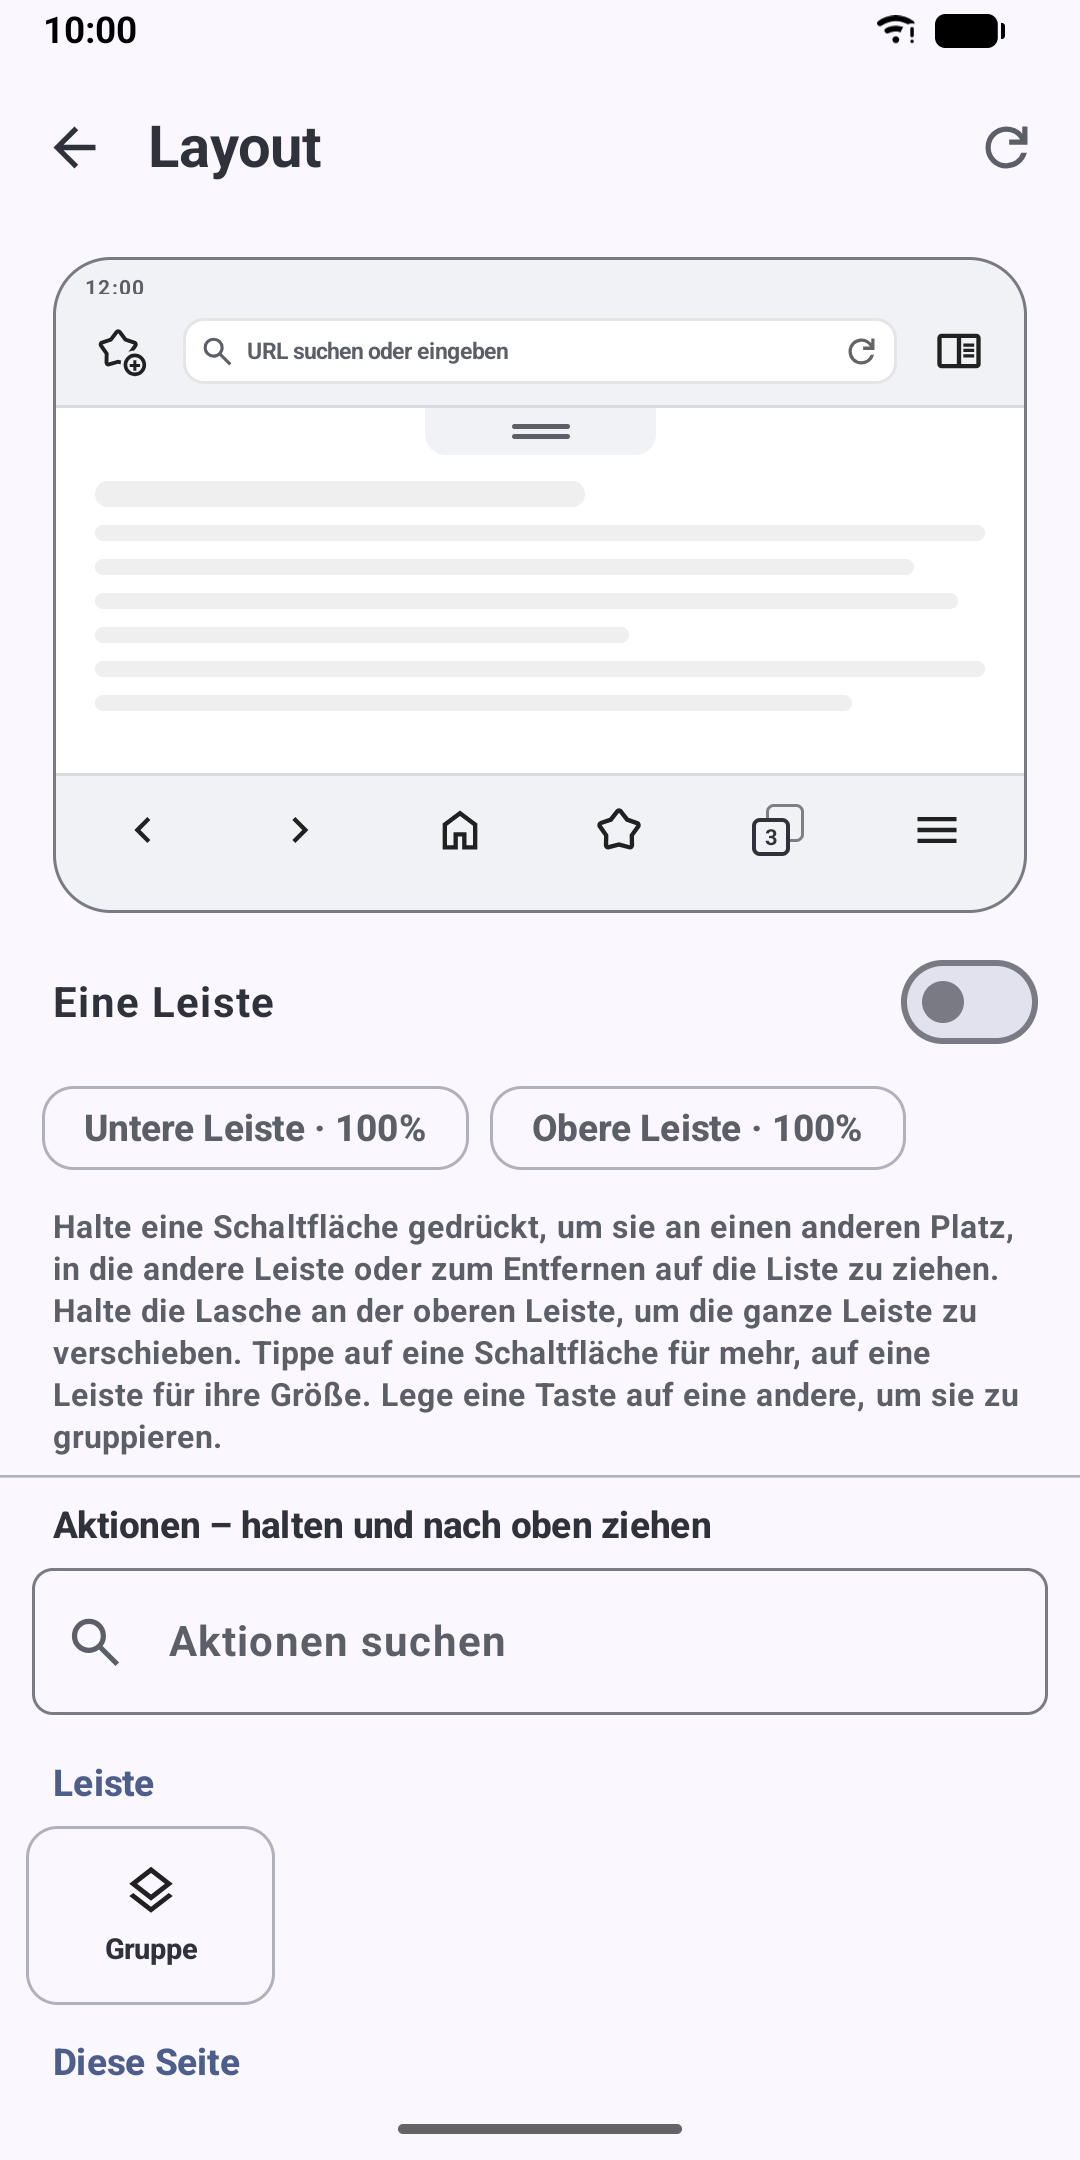 10:00
Layout
12:00
URL suchen oder eingeben
3
Eine Leiste
Untere Leiste · 100%
Obere Leiste · 100%
Halte eine Schaltfläche gedrückt, um sie an einen anderen Platz,
in die andere Leiste oder zum Entfernen auf die Liste zu ziehen.
Halte die Lasche an der oberen Leiste, um die ganze Leiste zu
verschieben. Tippe auf eine Schaltfläche für mehr, auf eine
Leiste für ihre Größe. Lege eine Taste auf eine andere, um sie zu
gruppieren.
Aktionen – halten und nach oben ziehen
Aktionen suchen
Leiste
Gruppe
Diese Seite